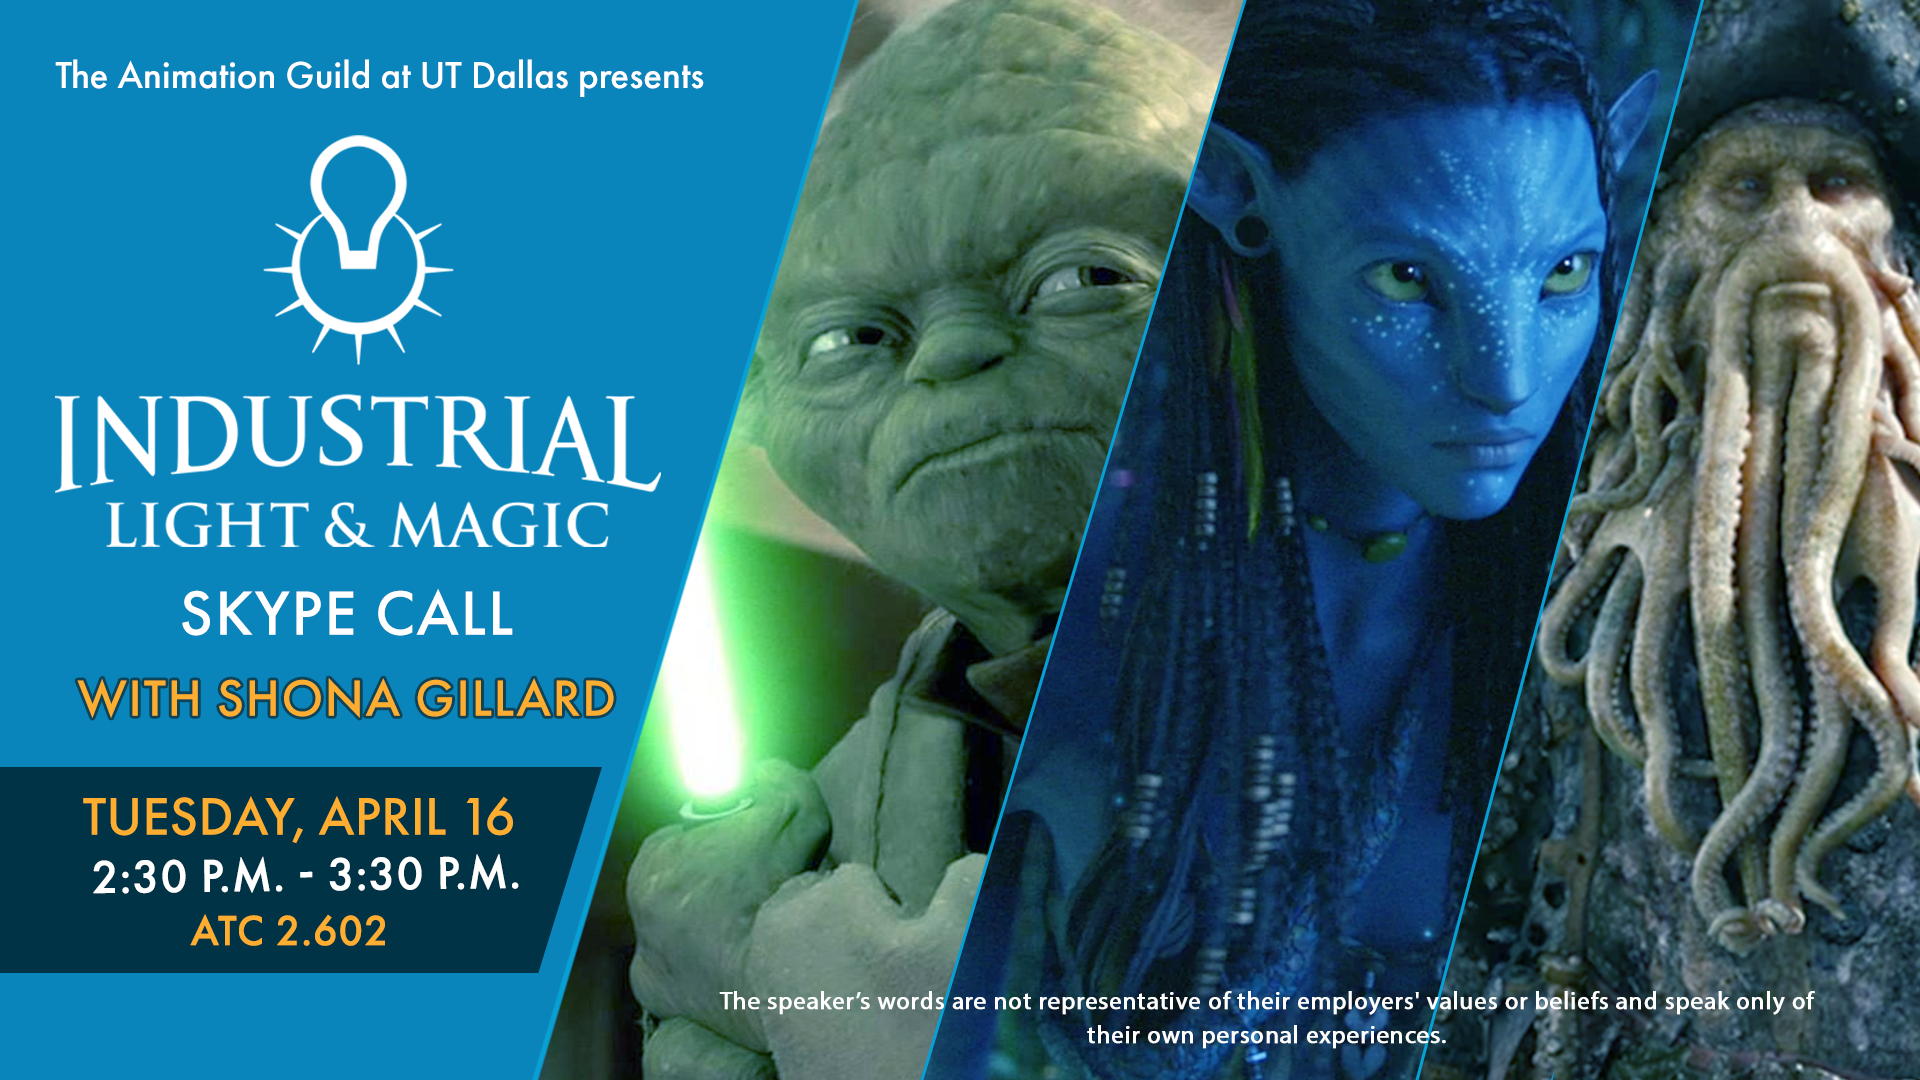 The Animation Guild at UT Dallas presents
INDUSTRIAL
LIGHT & MAGIC
SKYPE CALL
WITH SHONA GILLARD
TUESDAY, APRIL 16
2:30 P.M. - 3:30 P.M.
ATC 2.602
The speaker’s words are not representative of their employers' values or beliefs and speak only of
their own personal experiences.